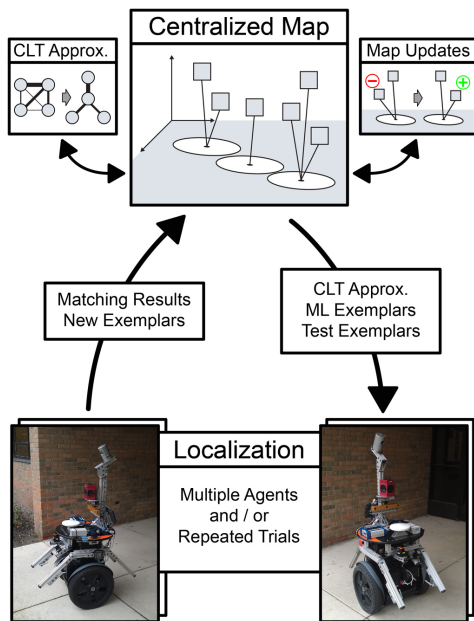 Centralized Map
CLT Approx.
Map Updates
Matching Results
New Exemplars
CLT Approx.
ML Exemplars
Test Exemplars
Localization
Multiple Agents
and / or
Repeated Trials